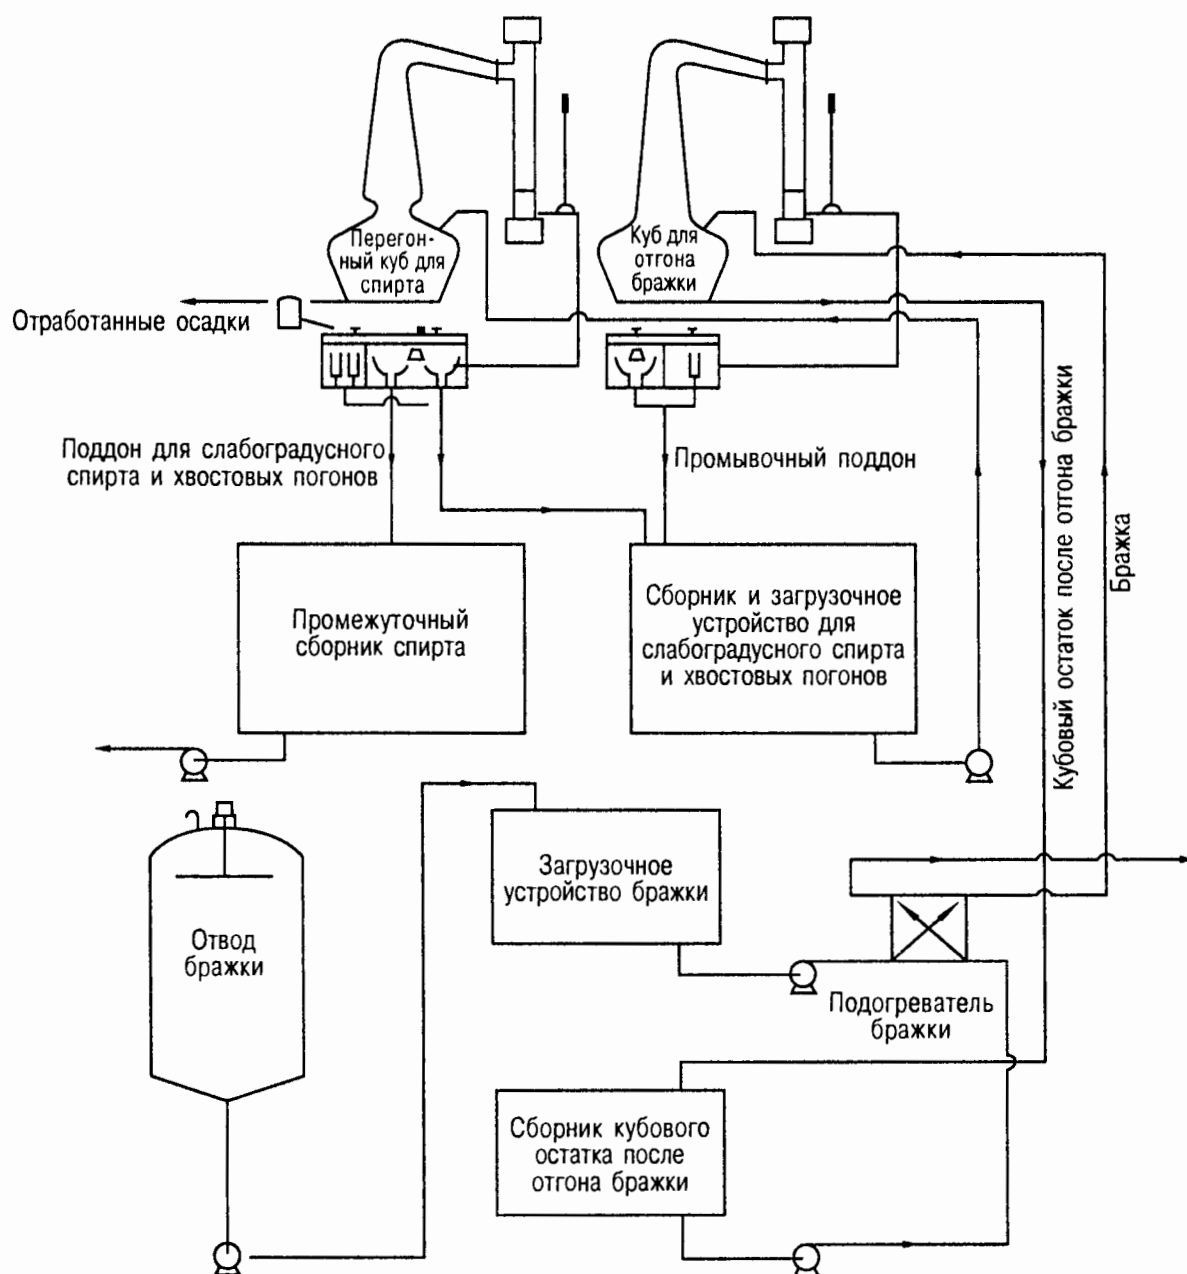 Перегон-
ный куб для
спирта
Куб для
отгона
бражки
Отработанные осадки
Поддон для слабоградусного
спирта и хвостовых погонов
Промывочный поддон
Кубовый остаток после отгона бражки
Бражка
Промежуточный
сборник спирта
Сборник и загрузочное
устройство для
слабоградусного спирта
и хвостовых погонов
Загрузочное
устройство бражки
Отвод
бражки
Подогреватель
бражки
Сборник кубового
остатка после
отгона бражки